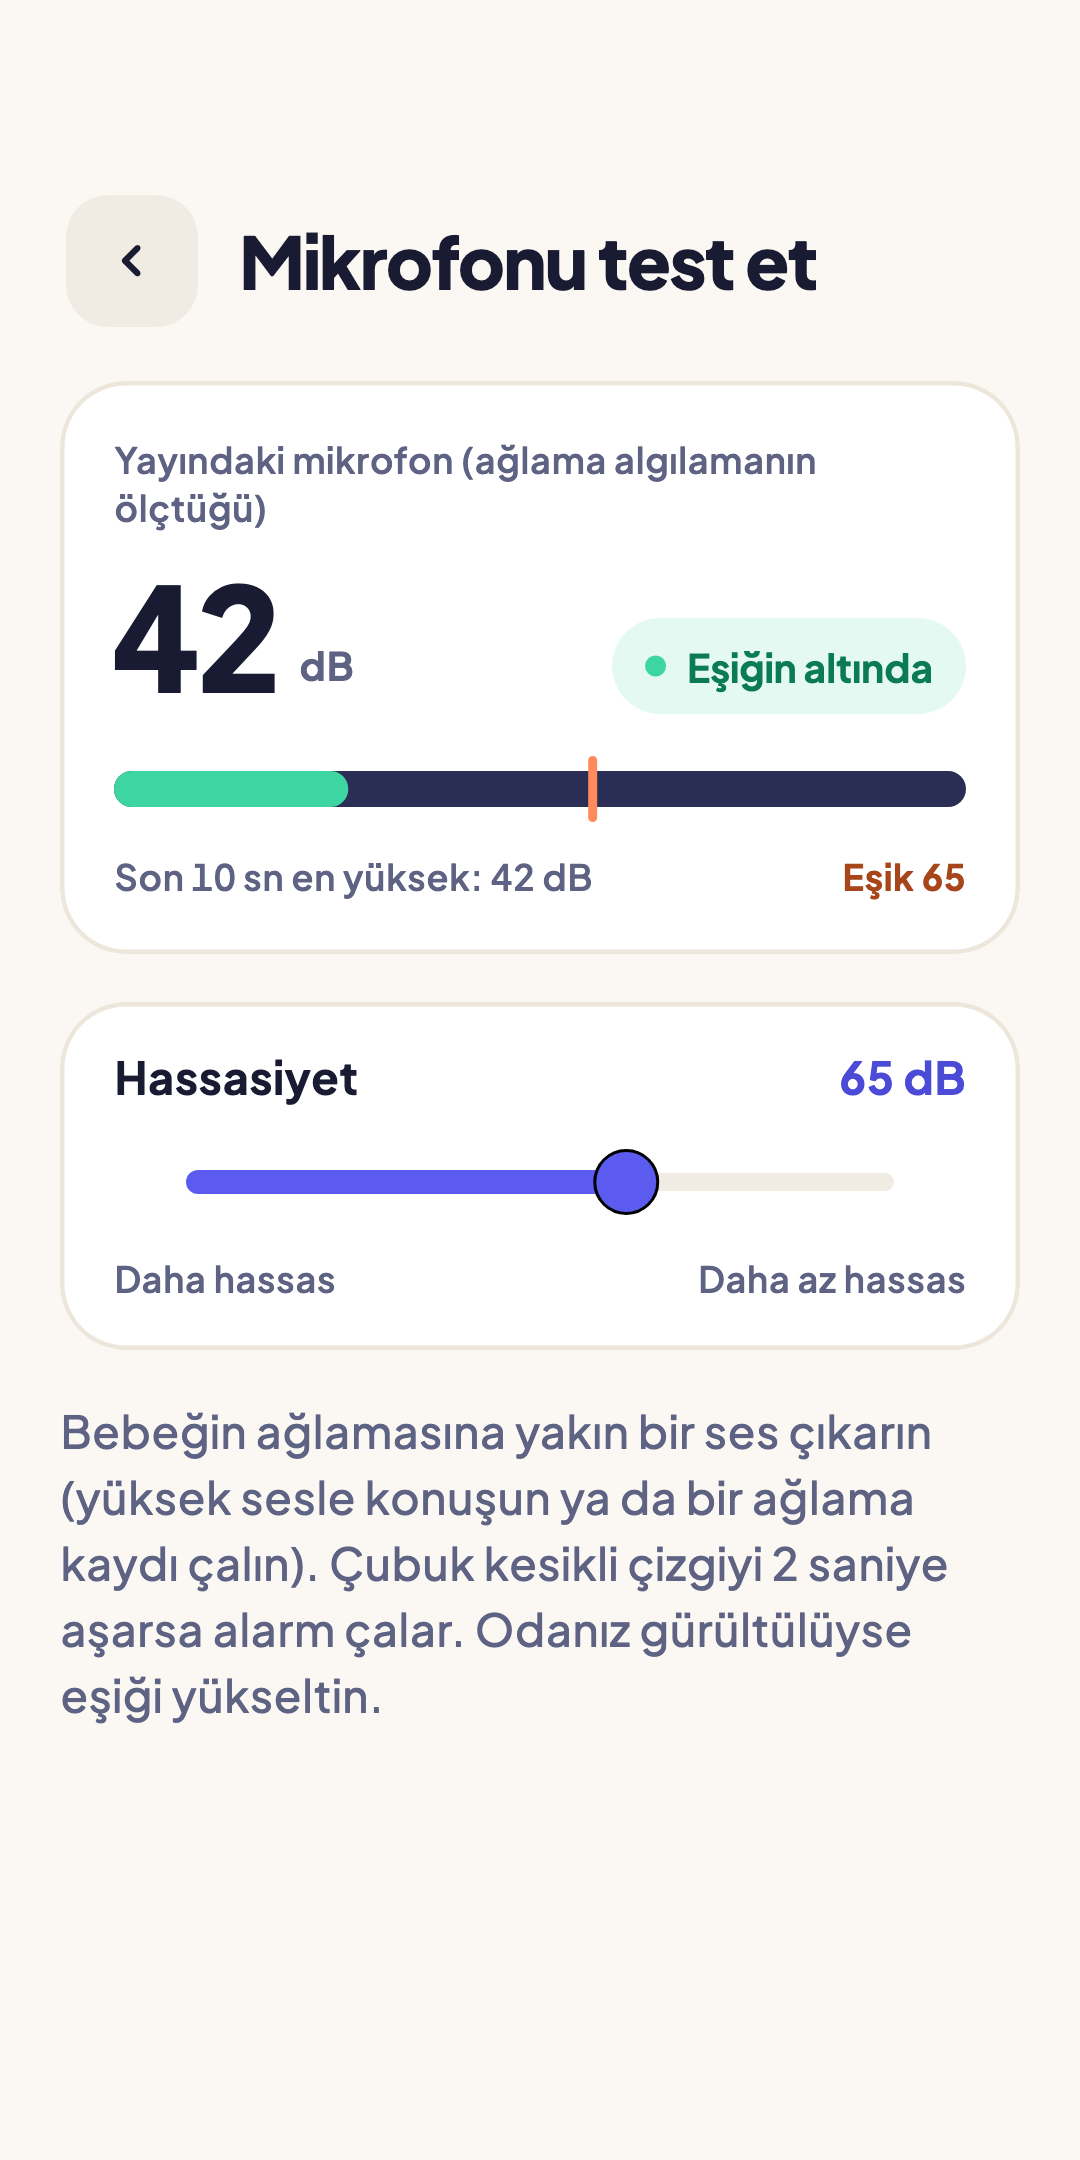 Mikrofonu test et
Yayındaki mikrofon (ağlama algılamanın
ölçtüğü)
42 dB
Eşiğin altında
Son 10 sn en yüksek: 42 dB
Eşik 65
Hassasiyet
65 dB
Daha hassas
Daha az hassas
Bebeğin ağlamasına yakın bir ses çıkarın
(yüksek sesle konuşun ya da bir ağlama
kaydı çalın). Çubuk kesikli çizgiyi 2 saniye
aşarsa alarm çalar. Odanız gürültülüyse
eşiği yükseltin.